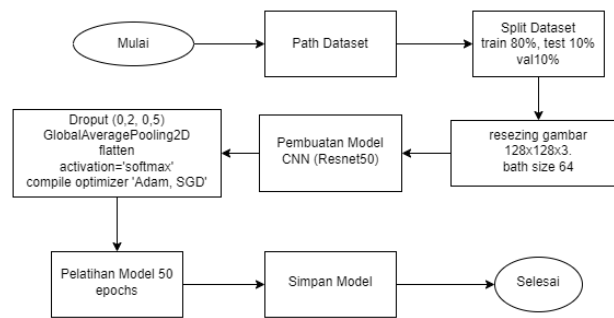 Mulai
Path Dataset
Split Dataset
train 80%, test 10%
val10%
resezing gambar
128x128x3.
bath size 64
Pembuatan Model
CNN (Resnet50)
Droput (0,2, 0,5)
GlobalAveragePooling2D
flatten
activation='softmax'
compile optimizer 'Adam, SGD'
Pelatihan Model 50
epochs
Simpan Model
Selesai